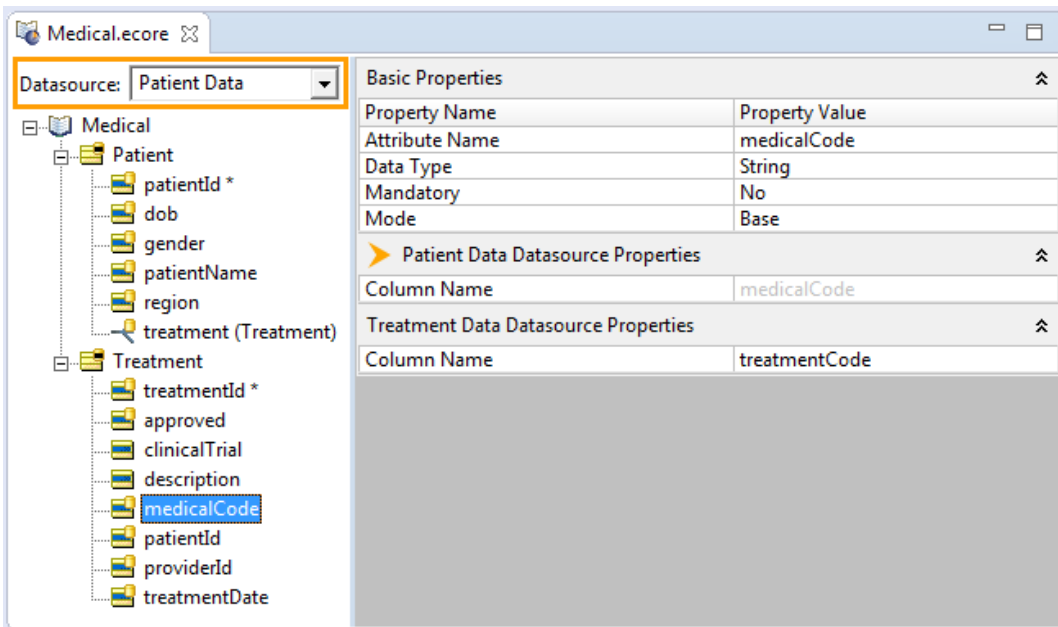 Medical.ecore
Datasource: Patient Data
Medical
Patient
patientId *
dob
gender
patientName
region
treatment (Treatment)
Treatment
treatmentId *
approved
clinicalTrial
description
medicalCode
patientId
providerId
treatmentDate
Basic Properties
Property Name Property Value
Attribute Name medicalCode
Data Type String
Mandatory No
Mode Base
Patient Data Datasource Properties
Column Name medicalCode
Treatment Data Datasource Properties
Column Name treatmentCode